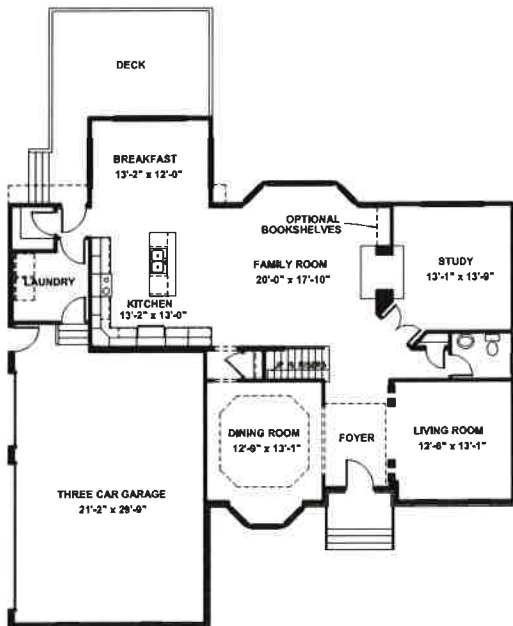 DECK
BREAKFAST
13'-2" x 12'-0"
OPTIONAL
BOOKSHELVES
FAMILY ROOM
20'-0" x 17'-10"
STUDY
13'-1" x 13'-9"
LAUNDRY
KITCHEN
13'-2" x 13'-0"
DINING ROOM
12'-9" x 13'-1"
FOYER
LIVING ROOM
12'-6" x 13'-1"
THREE CAR GARAGE
21'-2" x 29'-9"